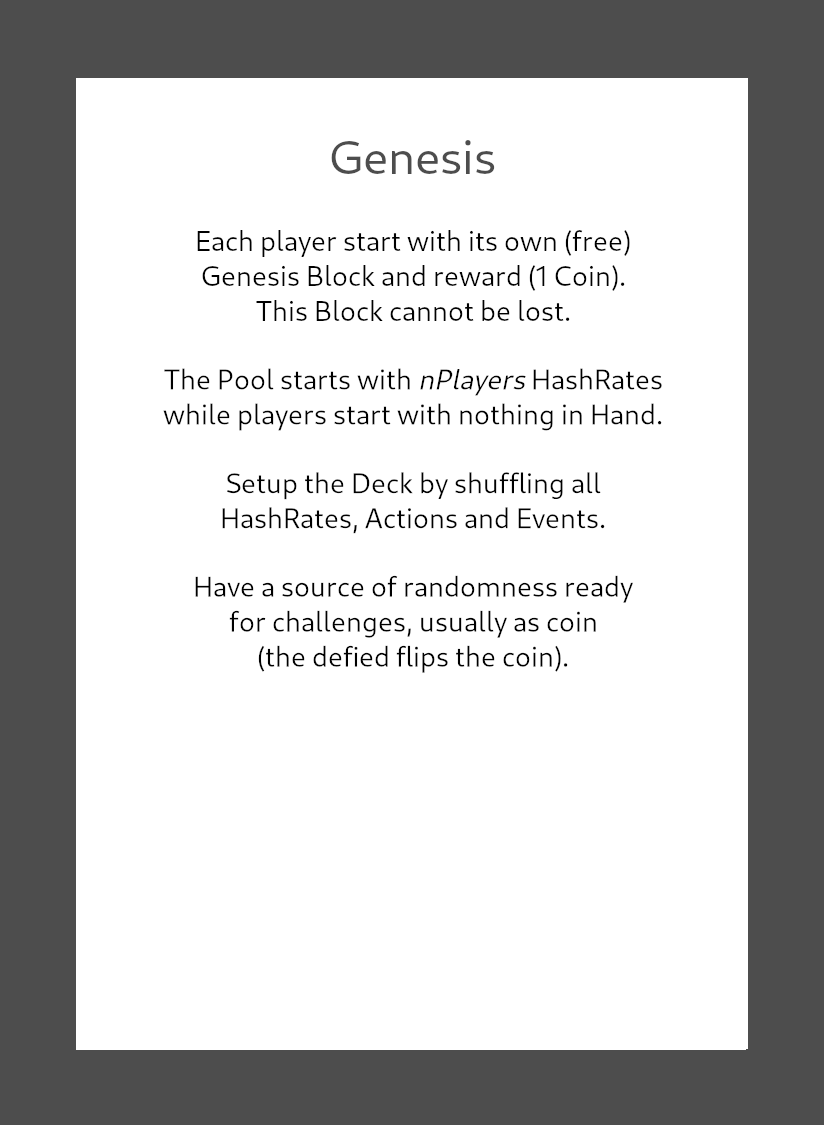 Genesis
Each player start with its own (free)
Genesis Block and reward (1 Coin).
This Block cannot be lost.
The Pool starts with nPlayers HashRates
while players start with nothing in Hand.
Setup the Deck by shuffling all
HashRates, Actions and Events.
Have a source of randomness ready
for challenges, usually as coin
(the defied flips the coin).